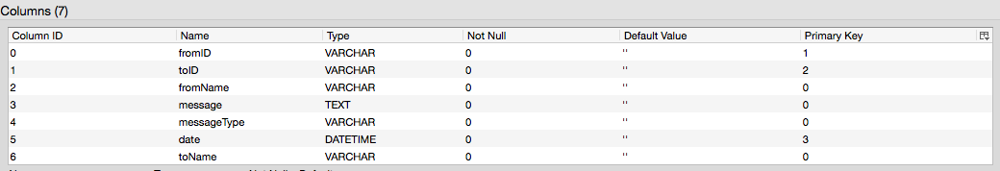 Columns (7)
Column ID Name Type Not Null Default Value Primary Key
0 fromID VARCHAR 0 '' 1
1 toID VARCHAR 0 '' 2
2 fromName VARCHAR 0 '' 0
3 message TEXT 0 '' 0
4 messageType VARCHAR 0 '' 0
5 date DATETIME 0 '' 3
6 toName VARCHAR 0 '' 0